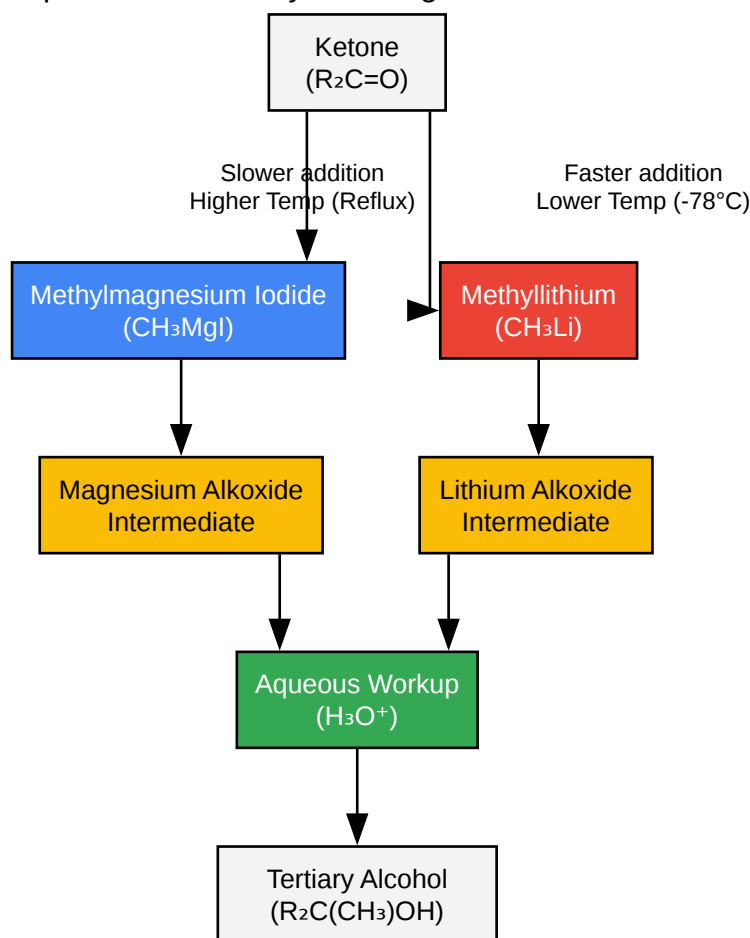 Ketone
(R₂C=O)
Slower addition
Higher Temp (Reflux)
Faster addition
Lower Temp (-78°C)
Methylmagnesium Iodide
(CH₃MgI)
Methyllithium
(CH₃Li)
Magnesium Alkoxide
Intermediate
Lithium Alkoxide
Intermediate
Aqueous Workup
(H₃O⁺)
Tertiary Alcohol
(R₂C(CH₃)OH)